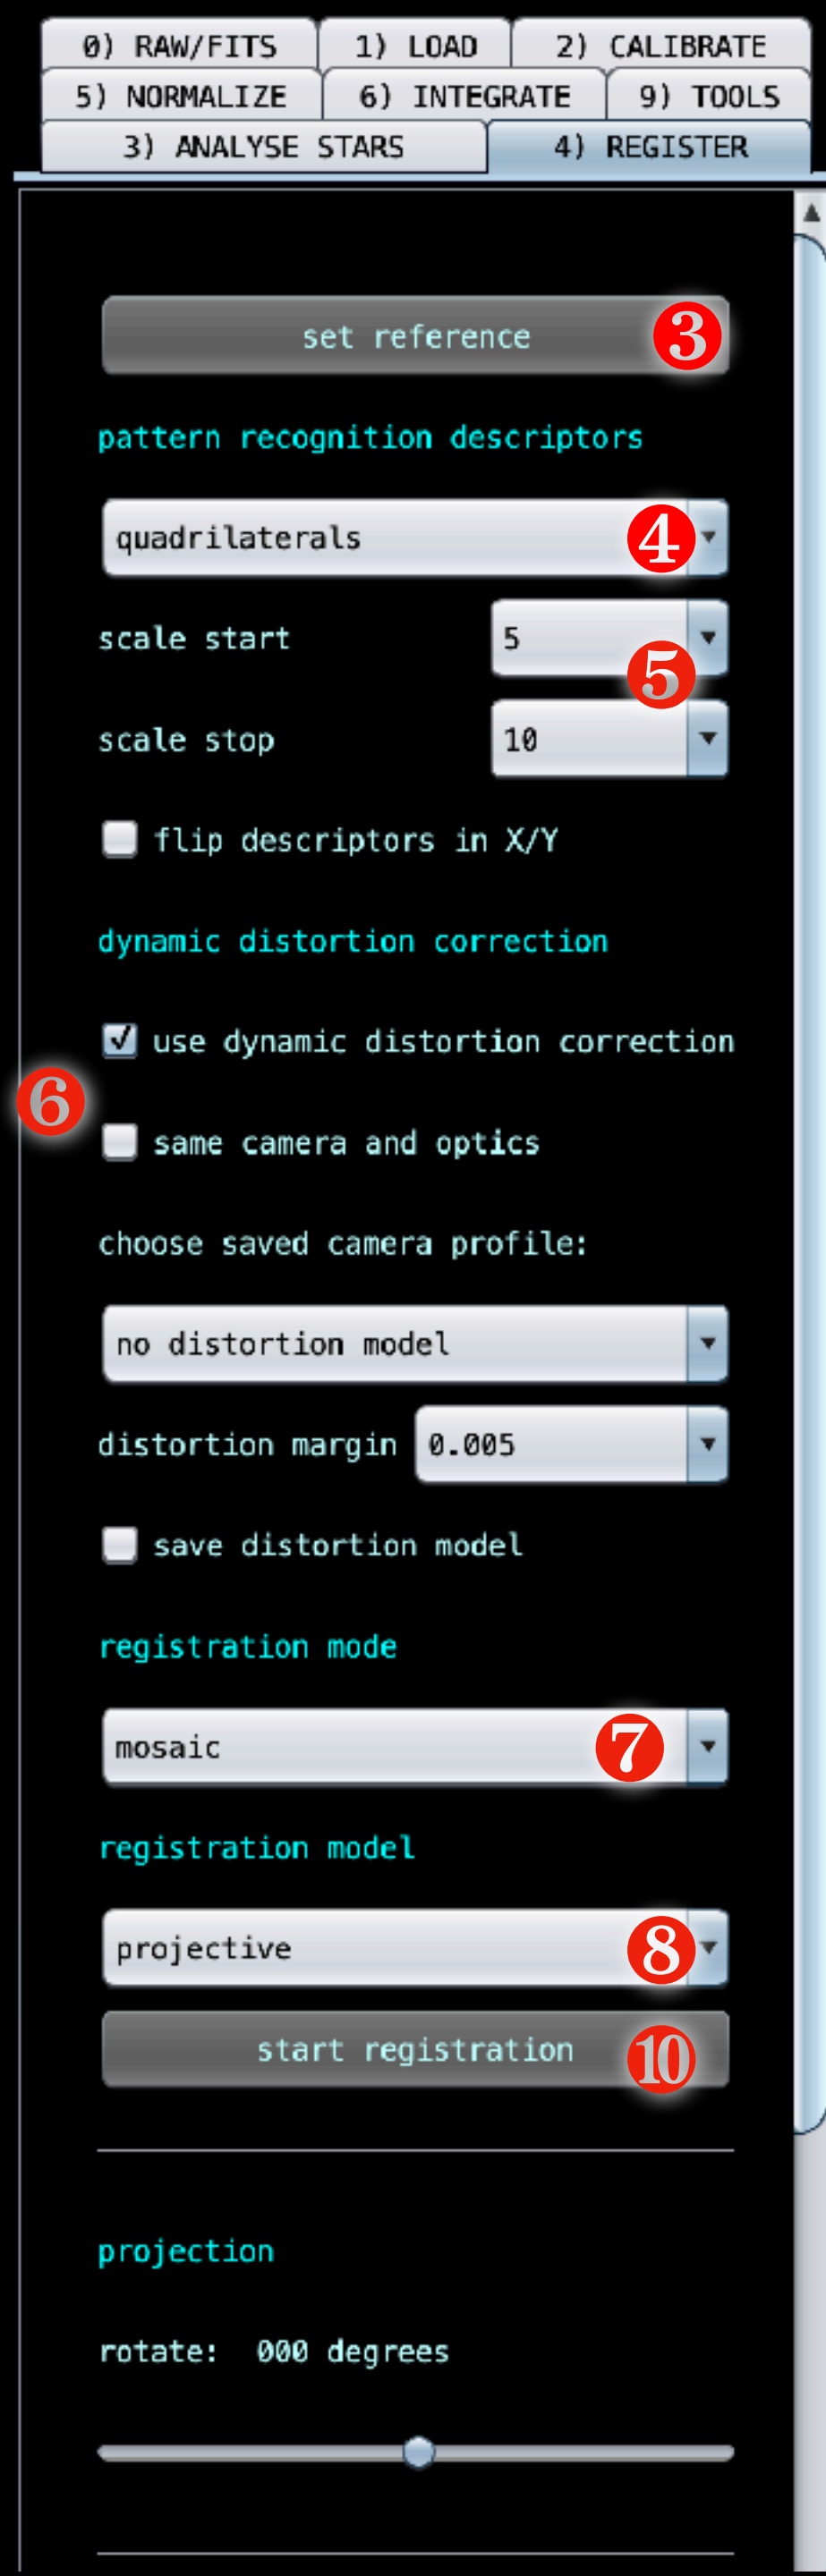 0) RAW/FITS 1) LOAD 2) CALIBRATE
5) NORMALIZE 6) INTEGRATE 9) TOOLS
3) ANALYSE STARS 4) REGISTER
set reference 3
pattern recognition descriptors
quadrilaterals 4
scale start 5
5
scale stop 10
flip descriptors in X/Y
dynamic distortion correction
use dynamic distortion correction
6
same camera and optics
choose saved camera profile:
no distortion model
distortion margin 0.005
save distortion model
registration mode
mosaic 7
registration model
projective 8
start registration 10
projection
rotate: 000 degrees